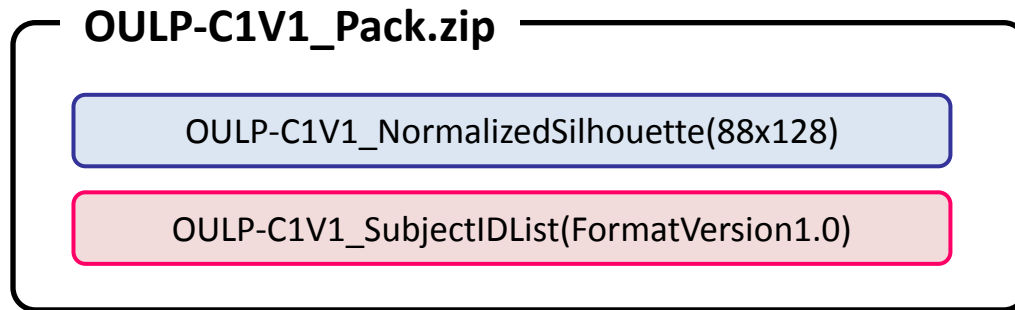 OULP-C1V1_Pack.zip
OULP-C1V1_NormalizedSilhouette(88x128)
OULP-C1V1_SubjectIDList(FormatVersion1.0)